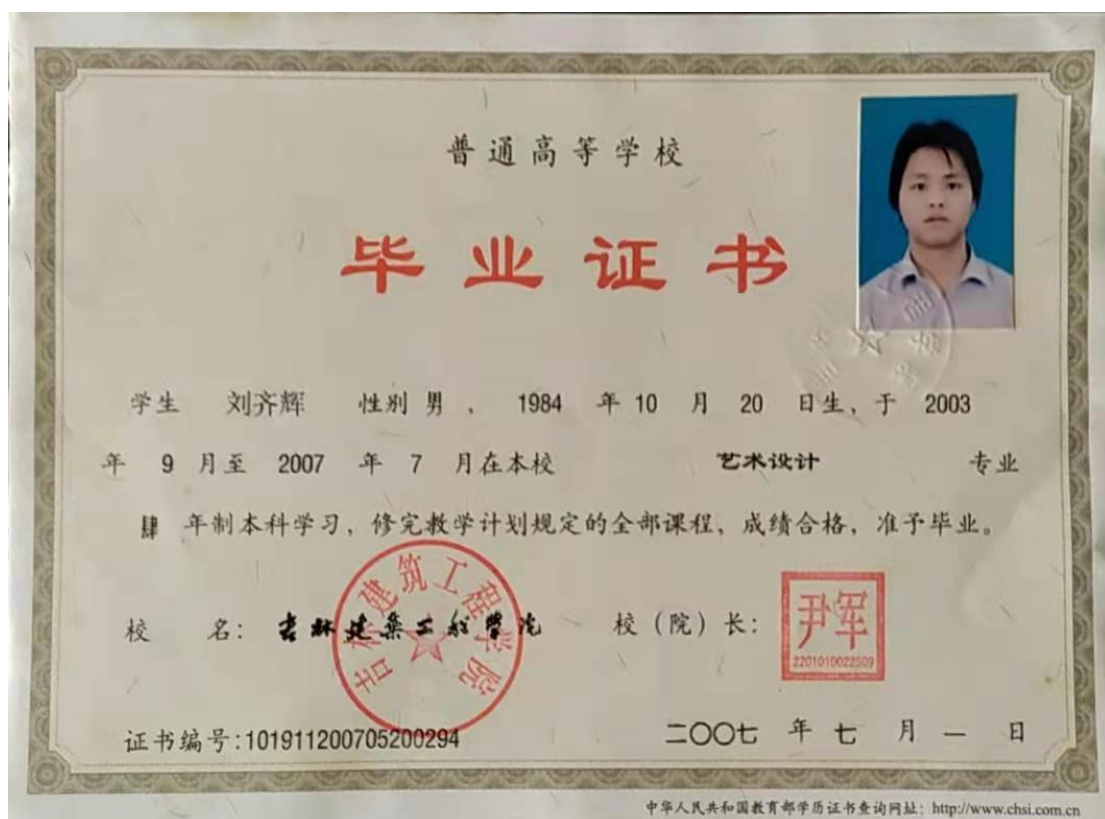 普通高等学校
毕业证书
学生 刘齐辉 性别 男 , 1984 年 10 月 20 日生, 于 2003
年 9 月至 2007 年 7 月在本校 艺术设计 专业
肆 年制本科学习, 修完教学计划规定的全部课程, 成绩合格, 准予毕业。
校 名: 吉林建筑工程学院 校(院)长: 尹军
2201010022509
吉林建筑工程学院
证书编号:101911200705200294 二〇〇七 年 七 月 一 日
中华人民共和国教育部学历证书查询网址: http://www.chsi.com.cn